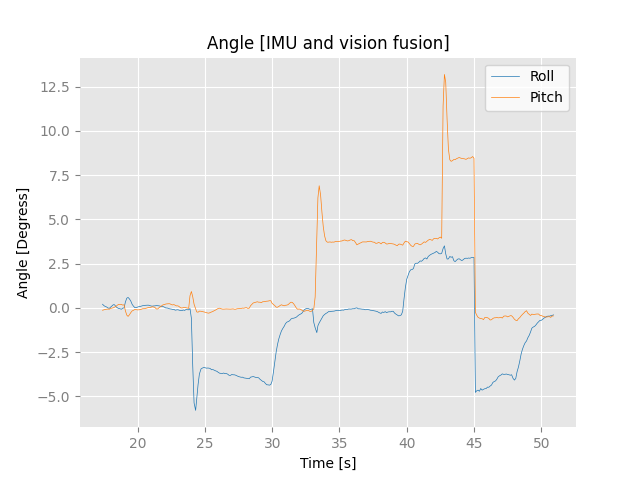 Angle [IMU and vision fusion]
Roll
Pitch
12.5
10.0
7.5
5.0
2.5
0.0
−2.5
−5.0
Angle [Degress]
20 25 30 35 40 45 50
Time [s]